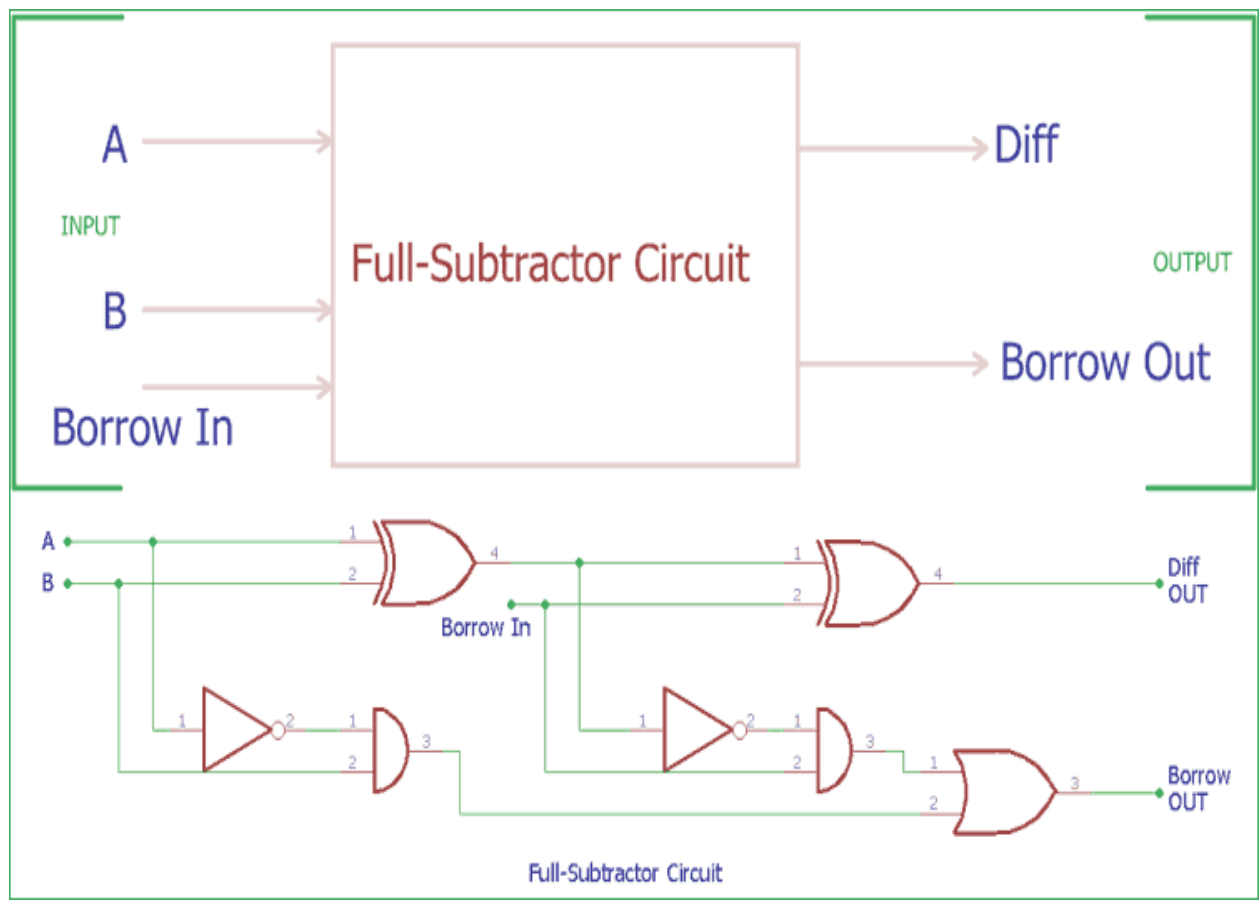 A
Diff
INPUT
Full-Subtractor Circuit
OUTPUT
B
Borrow Out
Borrow In
A
1
4
1
B
2
2
4
Diff
OUT
Borrow In
1
2
1
3
2
1
2
1
3
2
1
2
3
Borrow
OUT
Full-Subtractor Circuit